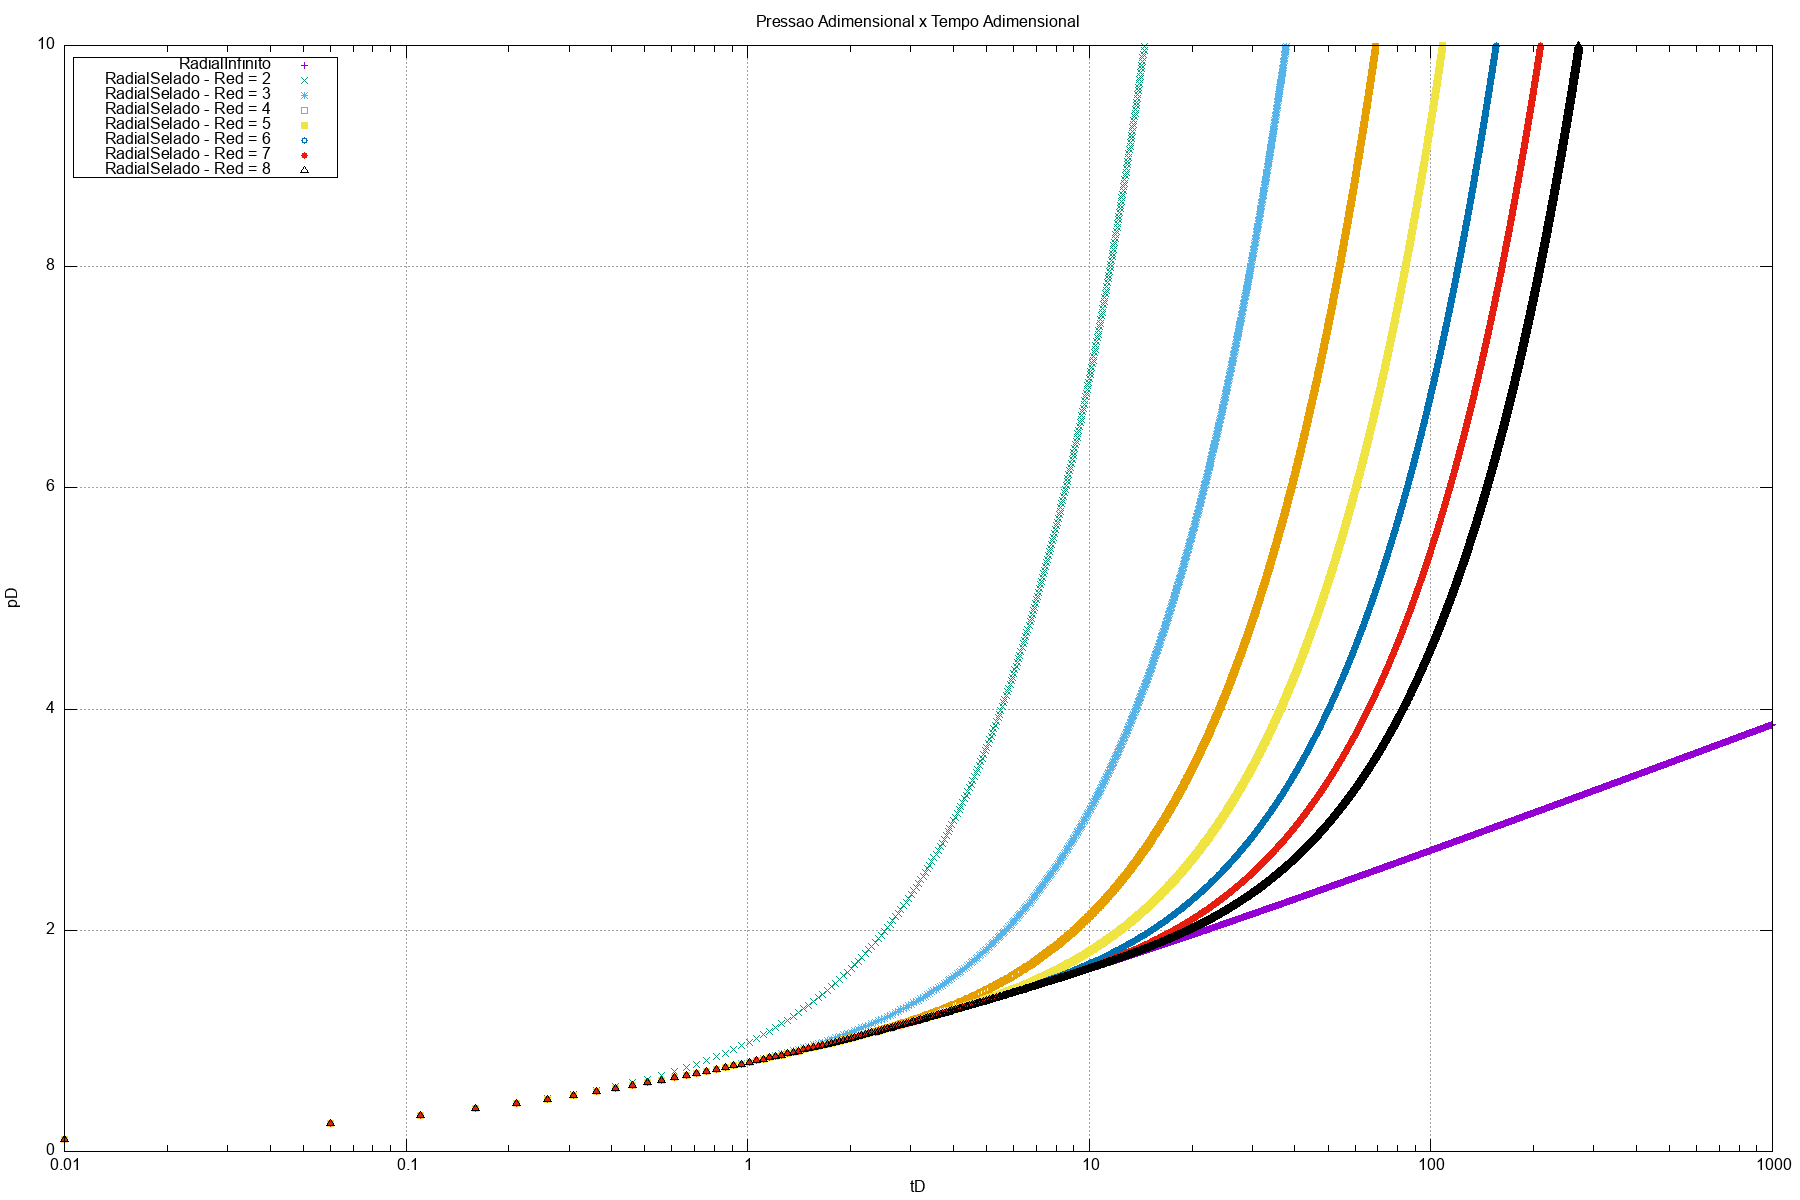 Pressao Adimensional x Tempo Adimensional
10
RadialInfinito
RadialSelado - Red = 2
RadialSelado - Red = 3
RadialSelado - Red = 4
RadialSelado - Red = 5
RadialSelado - Red = 6
RadialSelado - Red = 7
RadialSelado - Red = 8
8
6
pD
4
2
0
0.01 0.1 1 10 100 1000
tD